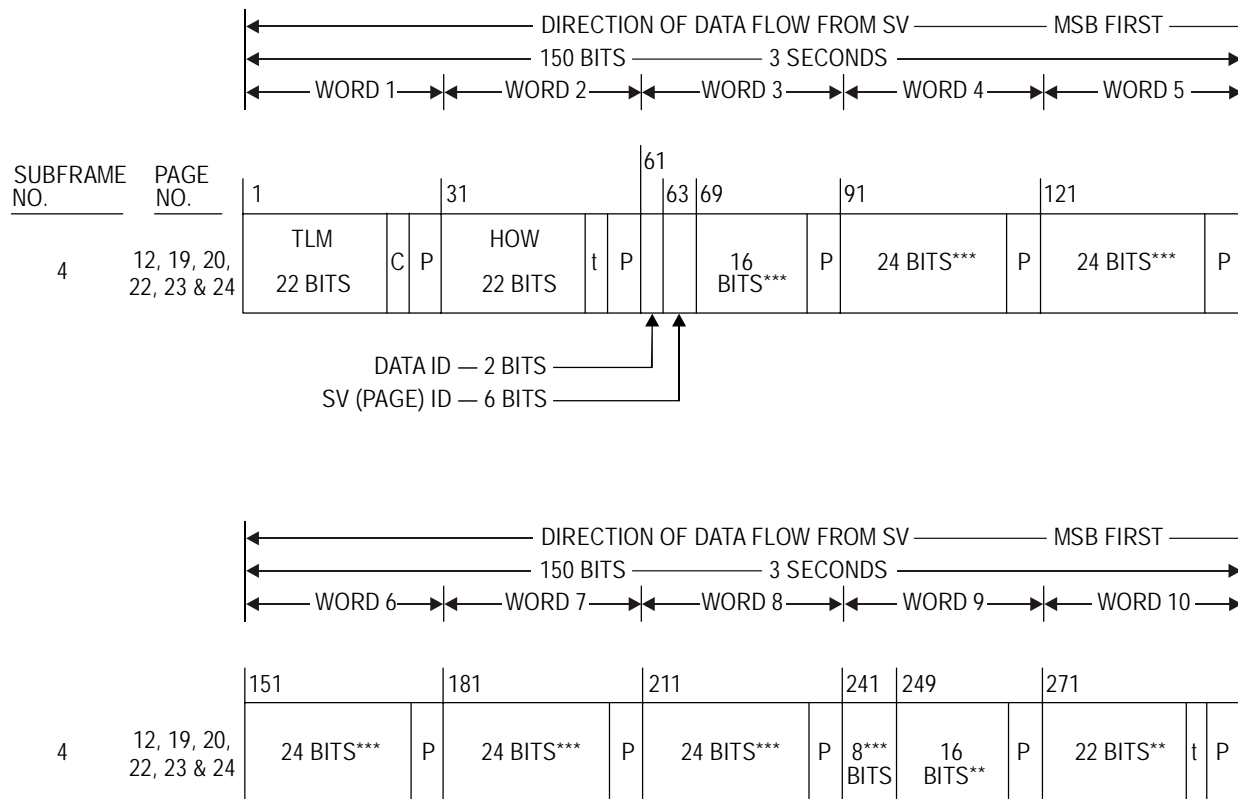 DIRECTION OF DATA FLOW FROM SV MSB FIRST
150 BITS 3 SECONDS
WORD 1 WORD 2 WORD 3 WORD 4 WORD 5
SUBFRAME NO.
PAGE NO.
1 31 61 63 69 91 121
4
12, 19, 20,
22, 23 & 24
TLM
22 BITS
C
P
HOW
22 BITS
t
P
16
BITS***
P
24 BITS***
P
24 BITS***
P
DATA ID — 2 BITS
SV (PAGE) ID — 6 BITS
DIRECTION OF DATA FLOW FROM SV MSB FIRST
150 BITS 3 SECONDS
WORD 6 WORD 7 WORD 8 WORD 9 WORD 10
151 181 211 241 249 271
4
12, 19, 20,
22, 23 & 24
24 BITS***
P
24 BITS***
P
24 BITS***
P
8***
BITS
16
BITS**
P
22 BITS**
t
P